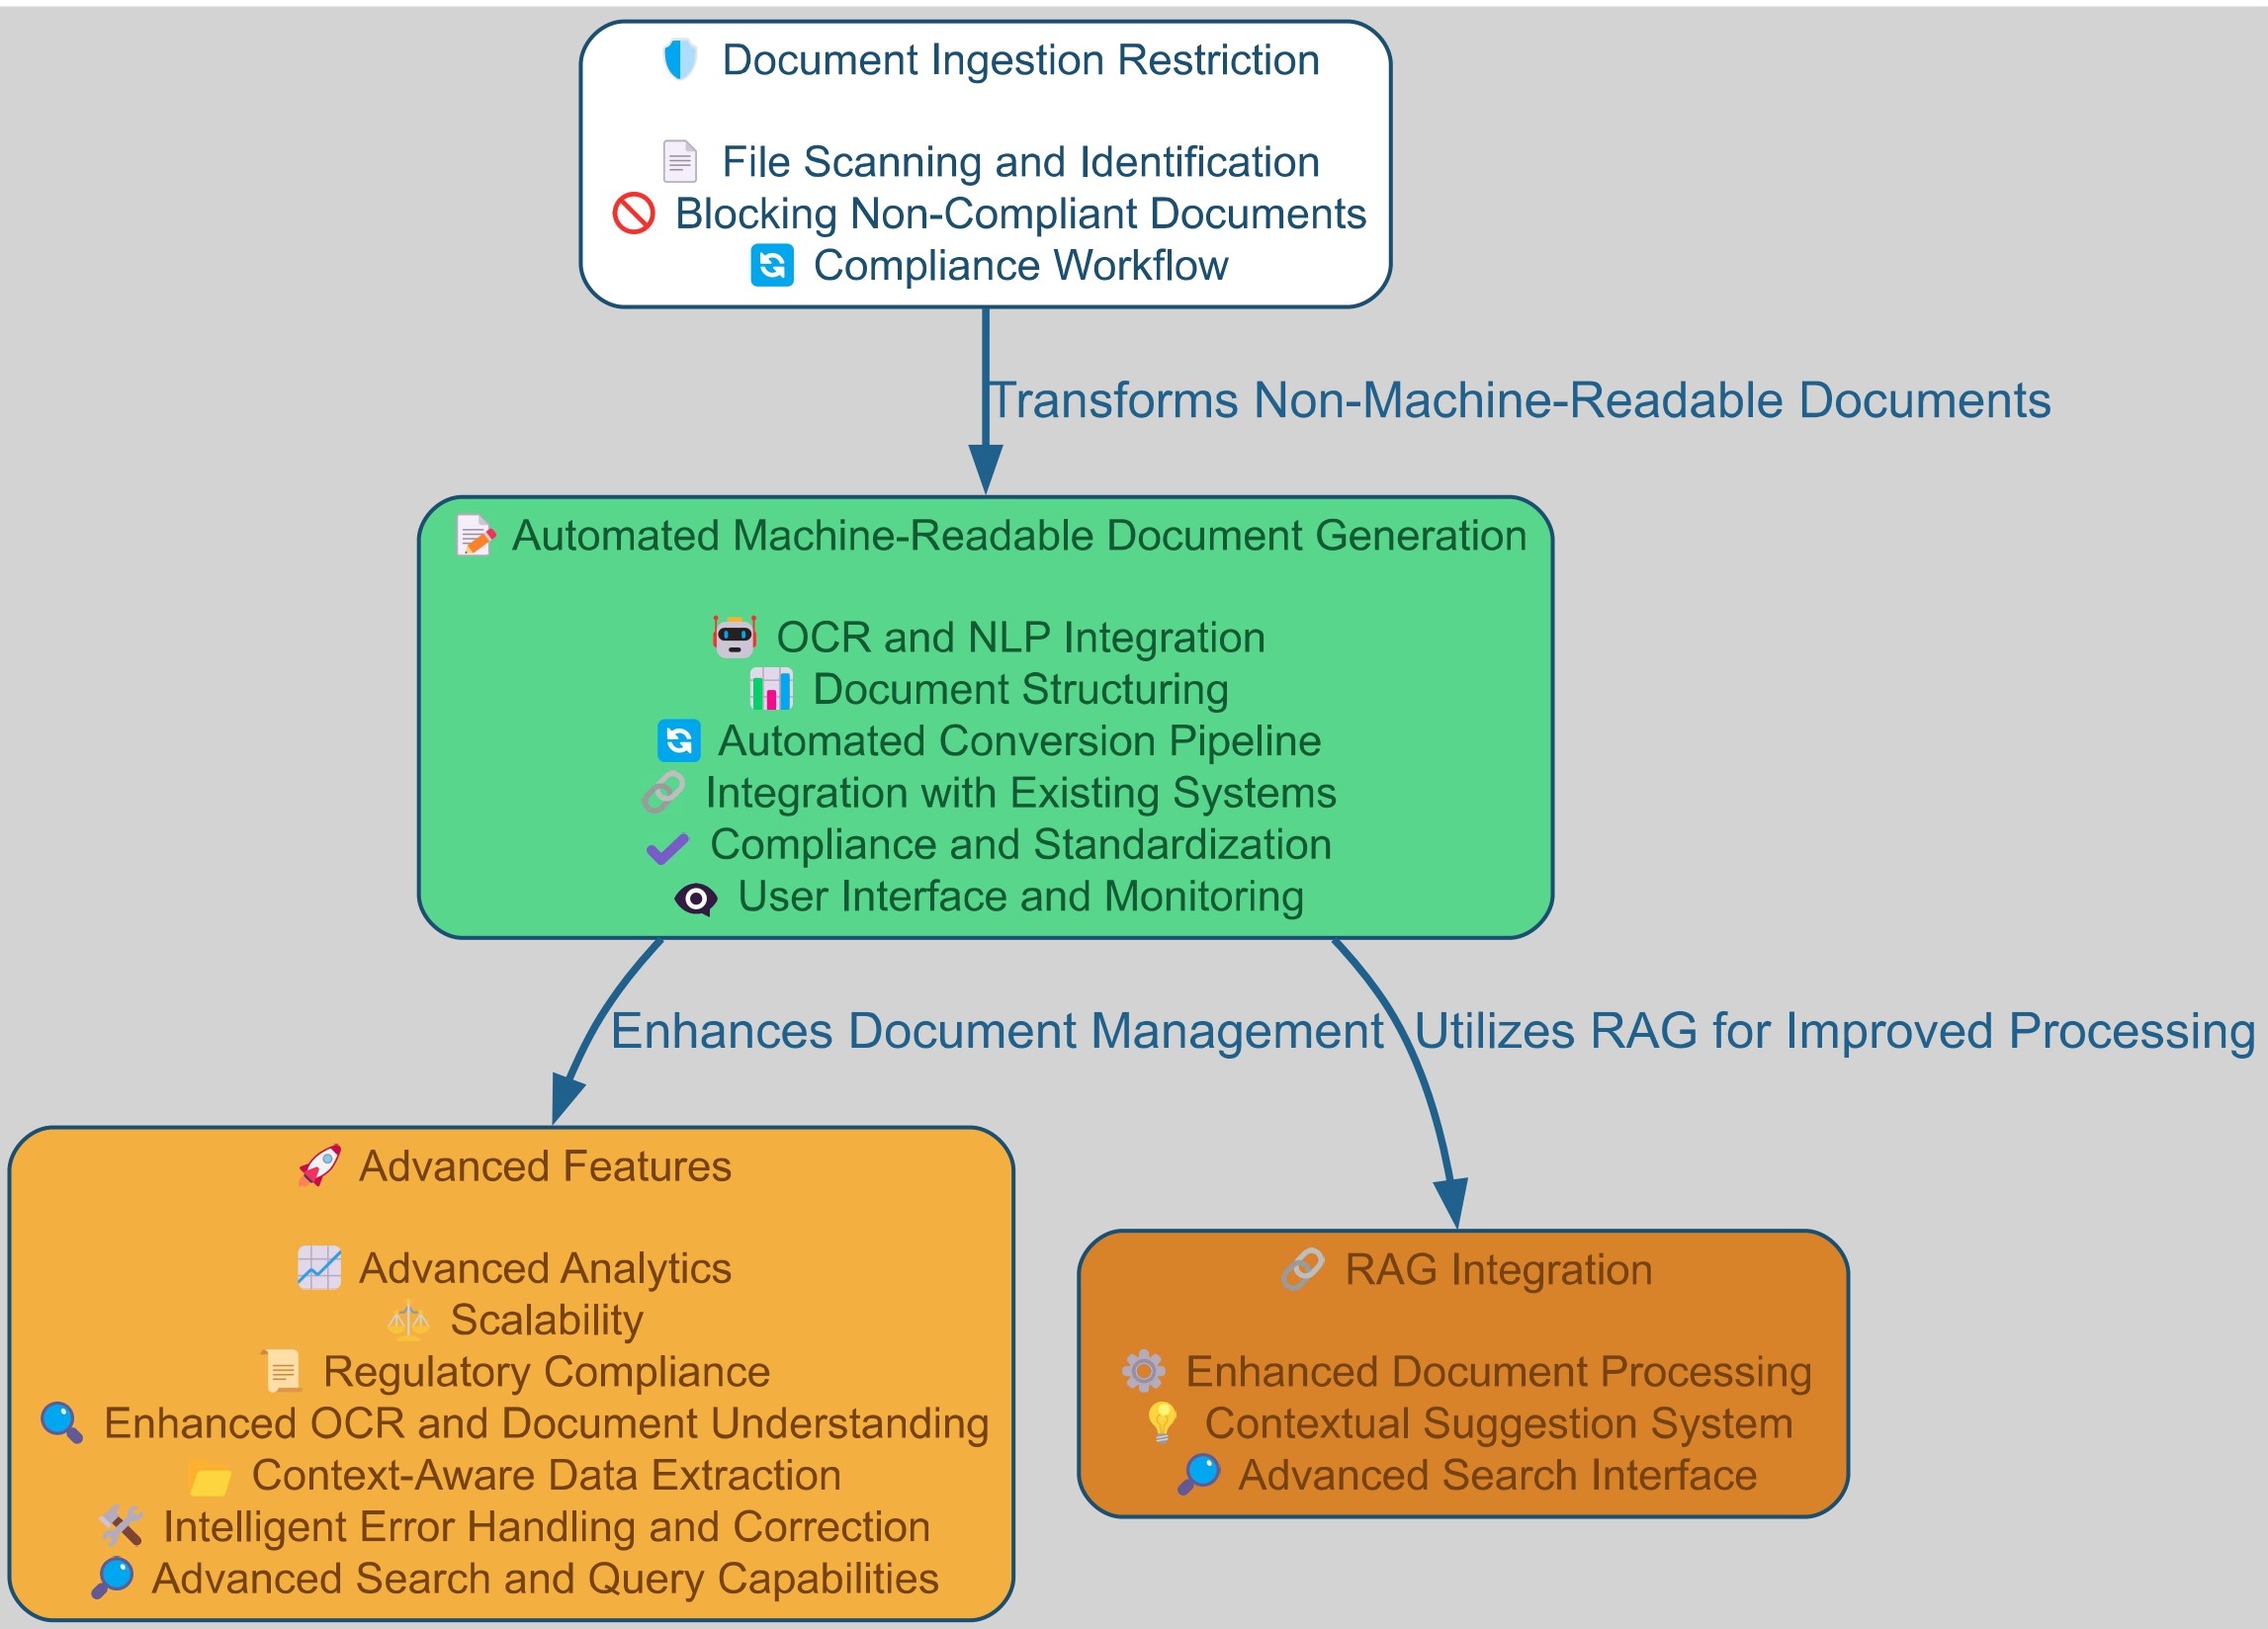 Document Ingestion Restriction
File Scanning and Identification
Blocking Non-Compliant Documents
Compliance Workflow
Transforms Non-Machine-Readable Documents
Automated Machine-Readable Document Generation
OCR and NLP Integration
Document Structuring
Automated Conversion Pipeline
Integration with Existing Systems
Compliance and Standardization
User Interface and Monitoring
Enhances Document Management
Utilizes RAG for Improved Processing
Advanced Features
Advanced Analytics
Scalability
Regulatory Compliance
Enhanced OCR and Document Understanding
Context-Aware Data Extraction
Intelligent Error Handling and Correction
Advanced Search and Query Capabilities
RAG Integration
Enhanced Document Processing
Contextual Suggestion System
Advanced Search Interface